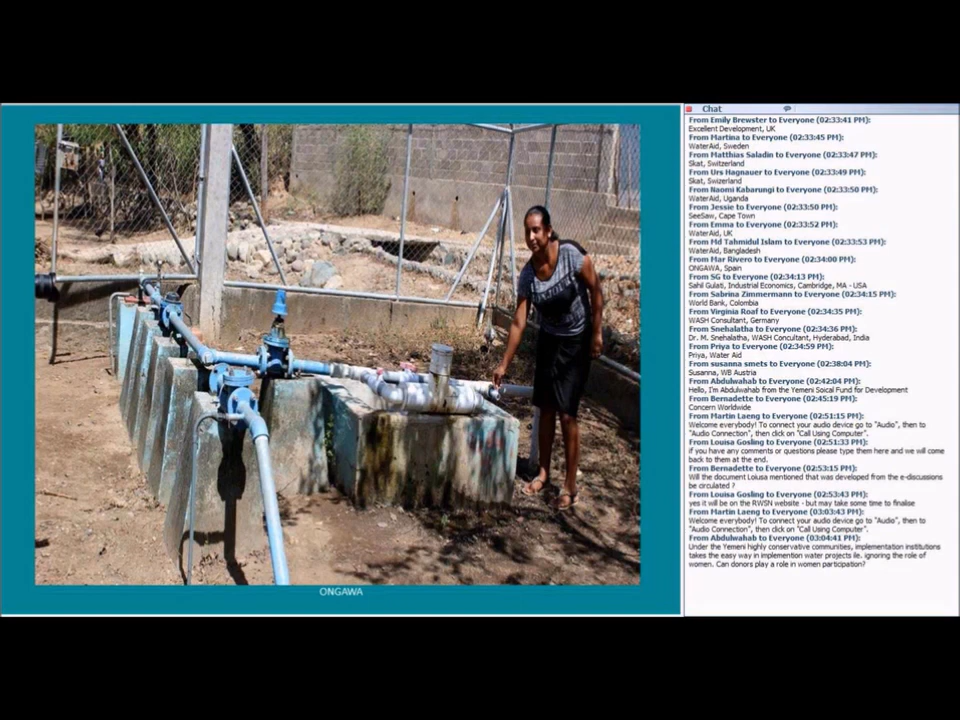 Chat
From Emily Brewster to Everyone (02:33:41 PM):
Excellent Development, UK
From Martina to Everyone (02:33:45 PM):
WaterAid, Sweden
From Matthias Saladin to Everyone (02:33:47 PM):
Skat, Switzerland
From Urs Hagnauer to Everyone (02:33:49 PM):
Skat, Swizerland
From Naomi Kabarungi to Everyone (02:33:50 PM):
WaterAid, Uganda
From Jessie to Everyone (02:33:50 PM):
SeeSaw, Cape Town
From Emma to Everyone (02:33:52 PM):
WaterAid, UK
From Md Tahmidul Islam to Everyone (02:33:53 PM):
WaterAid, Bangladesh
From Mar Rivero to Everyone (02:34:00 PM):
ONGAWA, Spain
From SG to Everyone (02:34:13 PM):
Sahil Gulati, Industrial Economics, Cambridge, MA - USA
From Sabrina Zimmermann to Everyone (02:34:15 PM):
World Bank, Colombia
From Virginia Roaf to Everyone (02:34:35 PM):
WASH Consultant, Germany
From Snehalatha to Everyone (02:34:36 PM):
Dr. M. Snehalatha, WASH Concultant, Hyderabad, India
From Priya to Everyone (02:34:59 PM):
Priya, Water Aid
From susanna smets to Everyone (02:38:04 PM):
Susanna, WB Austria
From Abdulwahab to Everyone (02:42:04 PM):
Hello, I'm Abdulwahab from the Yemeni Soical Fund for Development
From Bernadette to Everyone (02:45:19 PM):
Concern Worldwide
From Martin Laeng to Everyone (02:51:15 PM):
Welcome everybody! To connect your audio device go to "Audio", then to
"Audio Connection", then click on "Call Using Computer".
From Louisa Gosling to Everyone (02:51:33 PM):
if you have any comments or questions please type them here and we will come
back to them at the end.
From Bernadette to Everyone (02:53:15 PM):
Will the document Loiusa mentioned that was developed from the e-discussions
be circulated ?
From Louisa Gosling to Everyone (02:53:43 PM):
yes it will be on the RWSN website - but may take some time to finalise
From Martin Laeng to Everyone (03:03:43 PM):
Welcome everybody! To connect your audio device go to "Audio", then to
"Audio Connection", then click on "Call Using Computer".
From Abdulwahab to Everyone (03:04:41 PM):
Under the Yemeni highly conservative communities, implementation institutions
takes the easy way in implemention water projects iie. ignoring the role of
women. Can donors play a role in women participation?
ONGAWA